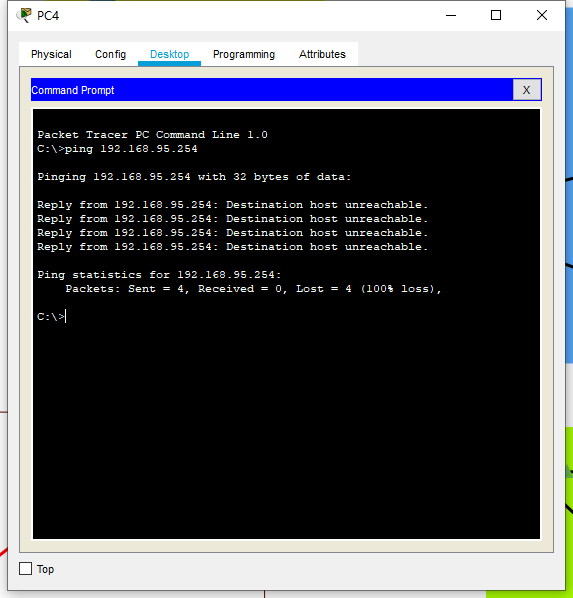 PC4
Physical Config Desktop Programming Attributes
Command Prompt
X
Packet Tracer PC Command Line 1.0
C:\>ping 192.168.95.254
Pinging 192.168.95.254 with 32 bytes of data:
Reply from 192.168.95.254: Destination host unreachable.
Reply from 192.168.95.254: Destination host unreachable.
Reply from 192.168.95.254: Destination host unreachable.
Reply from 192.168.95.254: Destination host unreachable.
Ping statistics for 192.168.95.254:
Packets: Sent = 4, Received = 0, Lost = 4 (100% loss),
C:\>
Top